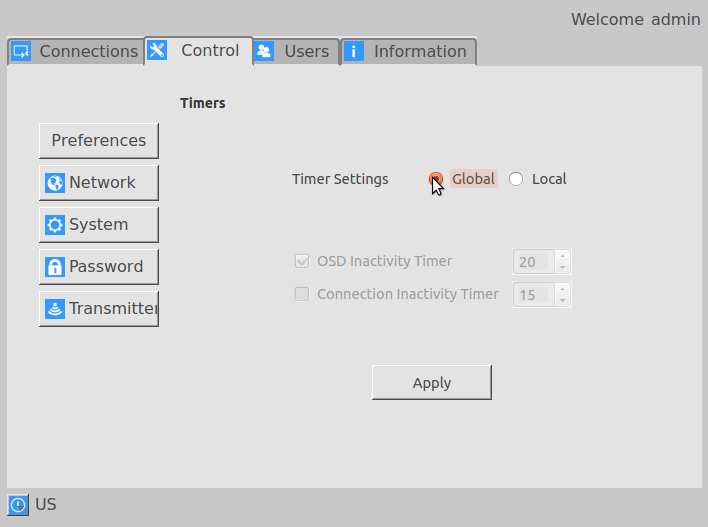 Welcome admin
Connections Control Users Information
Timers
Preferences
Network
System
Password
Transmitter
Timer Settings Global Local
OSD Inactivity Timer 20
Connection Inactivity Timer 15
Apply
US